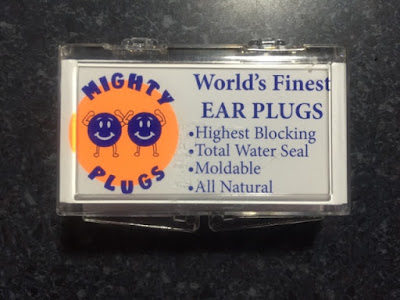 MIGHTY
PLUGS
World's Finest
EAR PLUGS
•Highest Blocking
•Total Water Seal
•Moldable
•All Natural